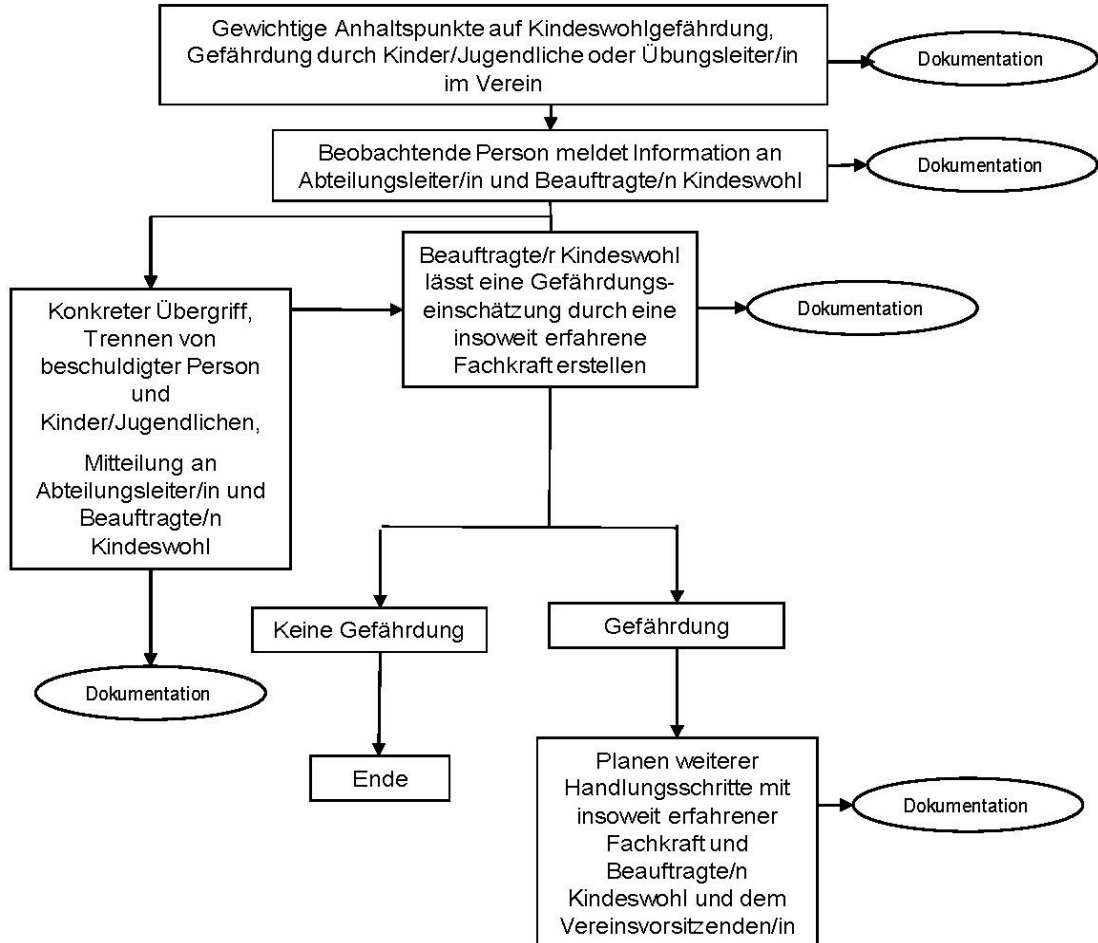 Gewichtige Anhaltspunkte auf Kindeswohlgefährdung,
Gefährdung durch Kinder/Jugendliche oder Übungsleiter/in
im Verein
Dokumentation
Beobachtende Person meldet Information an
Abteilungsleiter/in und Beauftragte/n Kindeswohl
Dokumentation
Beauftragte/r Kindeswohl
lässt eine Gefährdungs-
einschätzung durch eine
insoweit erfahrene
Fachkraft erstellen
Dokumentation
Konkreter Übergriff,
Trennen von
beschuldigter Person
und
Kinder/Jugendlichen,
Mitteilung an
Abteilungsleiter/in und
Beauftragte/n
Kindeswohl
Dokumentation
Keine Gefährdung
Gefährdung
Ende
Planen weiterer
Handlungsschritte mit
insoweit erfahrener
Fachkraft und
Beauftragte/n
Kindeswohl und dem
Vereinsvorsitzenden/in
Dokumentation